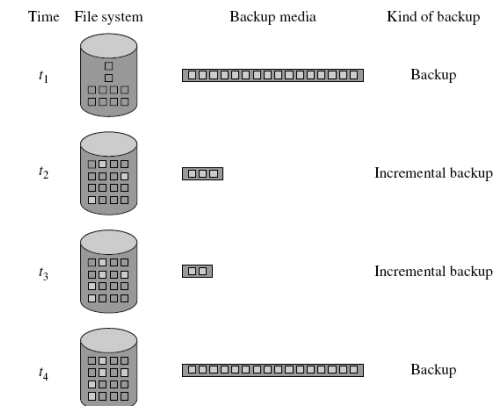 Time File system Backup media Kind of backup
t1 Backup
t2 Incremental backup
t3 Incremental backup
t4 Backup